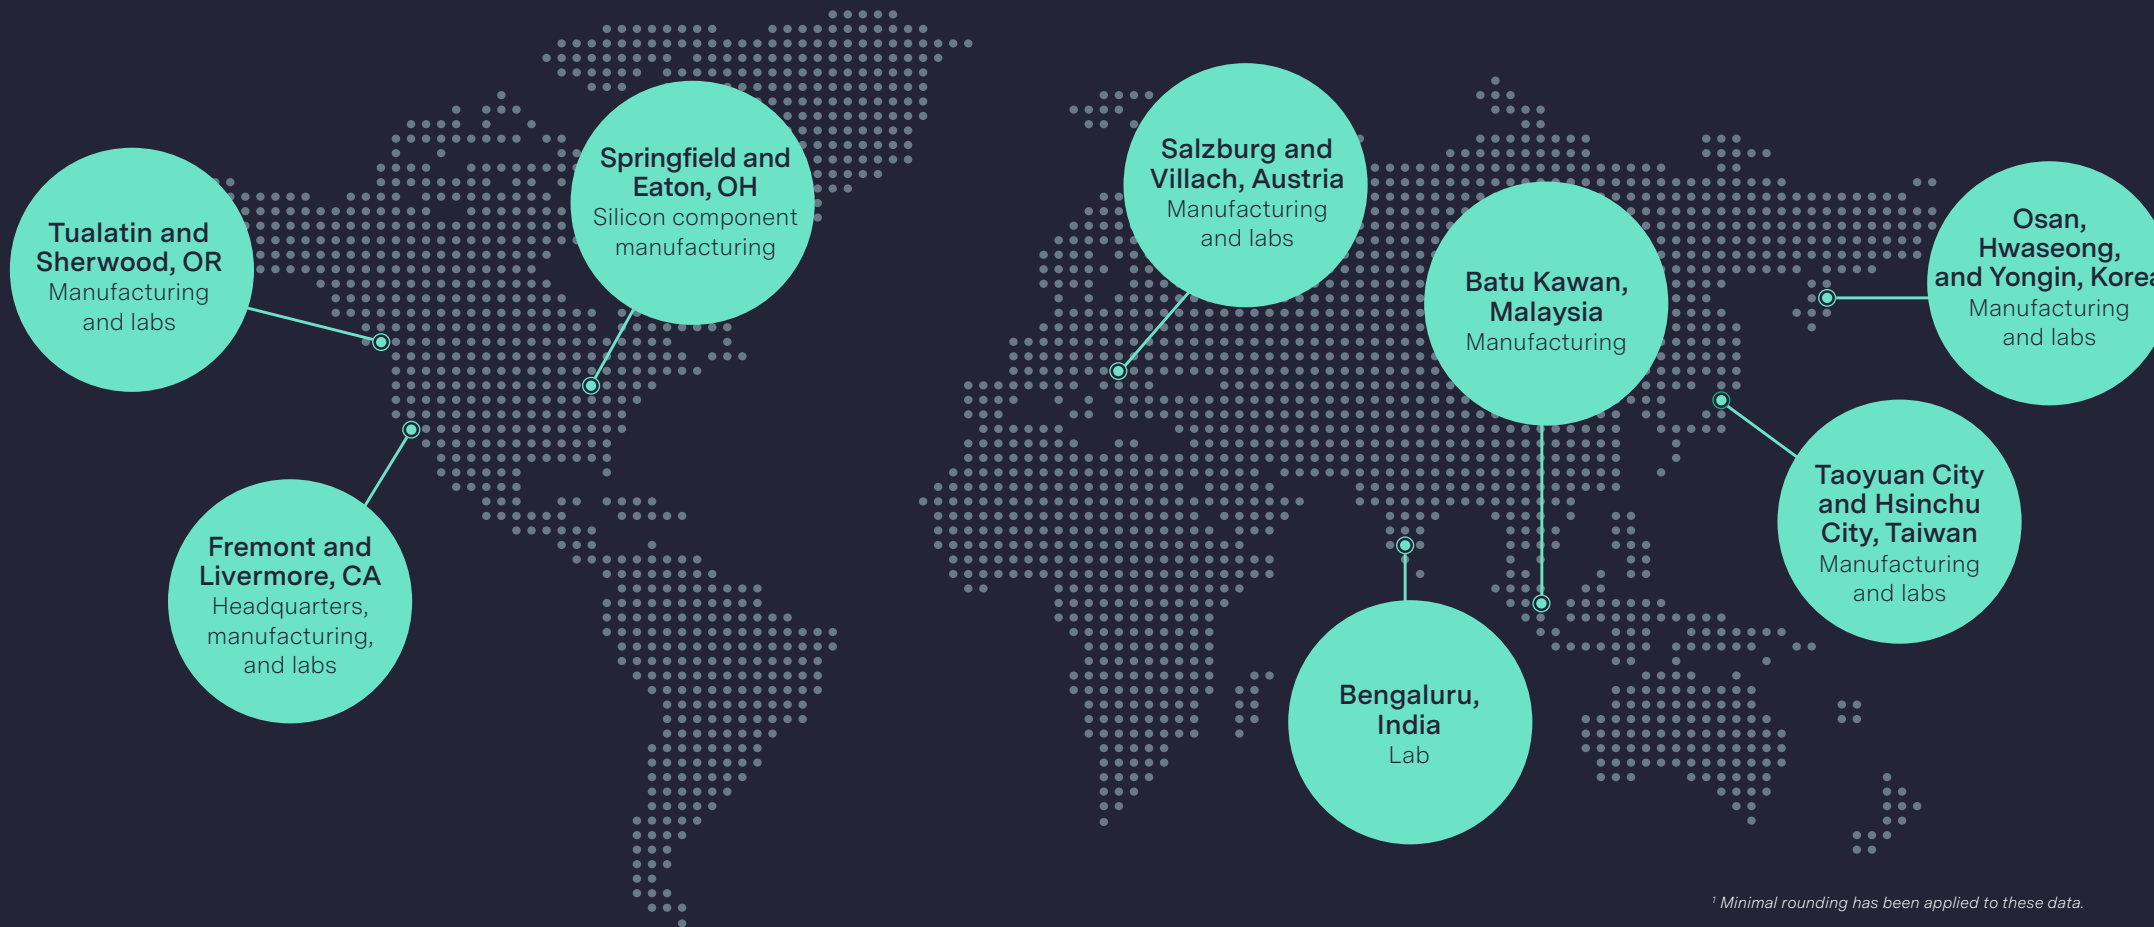 Tualatin and
Sherwood, OR
Manufacturing
and labs
Springfield and
Eaton, OH
Silicon component
manufacturing
Salzburg and
Villach, Austria
Manufacturing
and labs
Batu Kawan,
Malaysia
Manufacturing
Osan,
Hwaseong,
and Yongin, Korea
Manufacturing
and labs
Fremont and
Livermore, CA
Headquarters,
manufacturing,
and labs
Taoyuan City
and Hsinchu
City, Taiwan
Manufacturing
and labs
Bengaluru,
India
Lab
¹ Minimal rounding has been applied to these data.